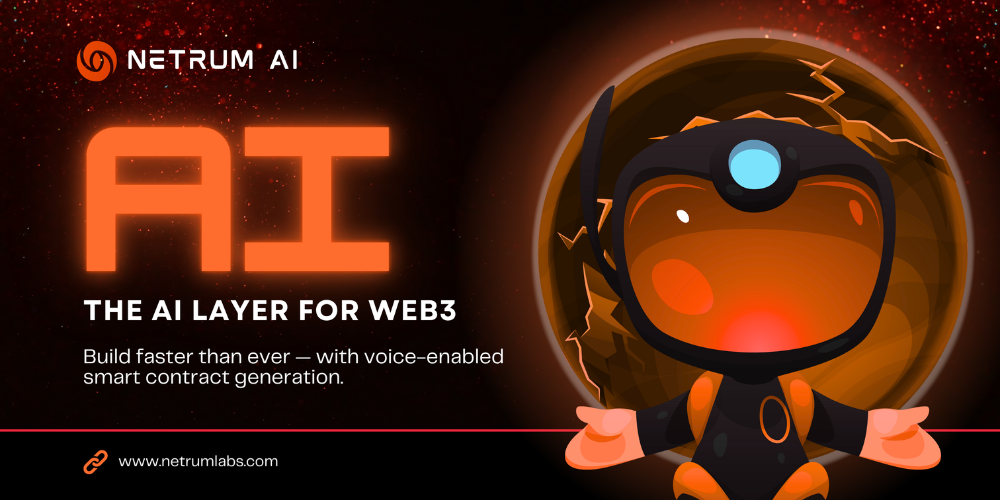 NETRUM AI
AI
THE AI LAYER FOR WEB3
Build faster than ever — with voice-enabled
smart contract generation.
www.netrumlabs.com